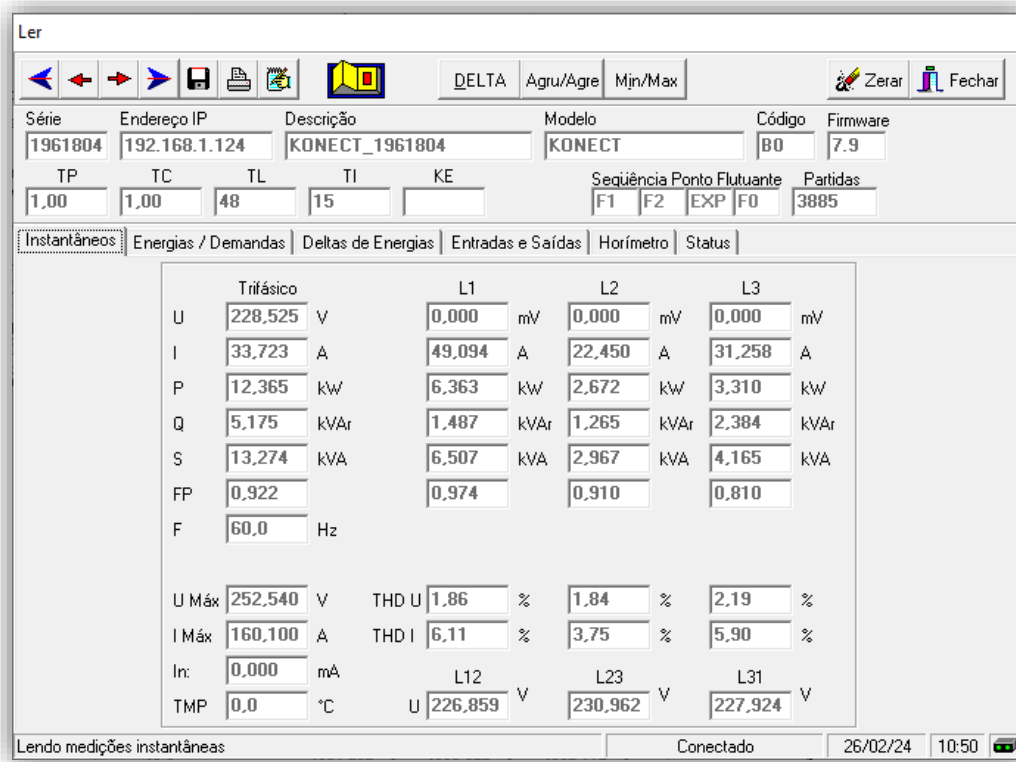 Ler
DELTA Agru/Agre Min/Max Zerar Fechar
Série Endereço IP Descrição Modelo Código Firmware
1961804 192.168.1.124 KONECT_1961804 KONECT B0 7.9
TP TC TL TI KE Seqüência Ponto Flutuante Partidas
1,00 1,00 48 15 F1 F2 EXP F0 3885
Instantâneos Energias / Demandas Deltas de Energias Entradas e Saídas Horímetro Status
Trifásico L1 L2 L3
U 228,525 V 0,000 mV 0,000 mV 0,000 mV
I 33,723 A 49,094 A 22,450 A 31,258 A
P 12,365 kW 6,363 kW 2,672 kW 3,310 kW
Q 5,175 kVAr 1,487 kVAr 1,265 kVAr 2,384 kVAr
S 13,274 kVA 6,507 kVA 2,967 kVA 4,165 kVA
FP 0,922 0,974 0,910 0,810
F 60,0 Hz
U Máx 252,540 V THD U 1,86 % 1,84 % 2,19 %
I Máx 160,100 A THD I 6,11 % 3,75 % 5,90 %
In: 0,000 mA L12 L23 L31
TMP 0,0 °C U 226,859 V 230,962 V 227,924 V
Lendo medições instantâneas Conectado 26/02/24 10:50